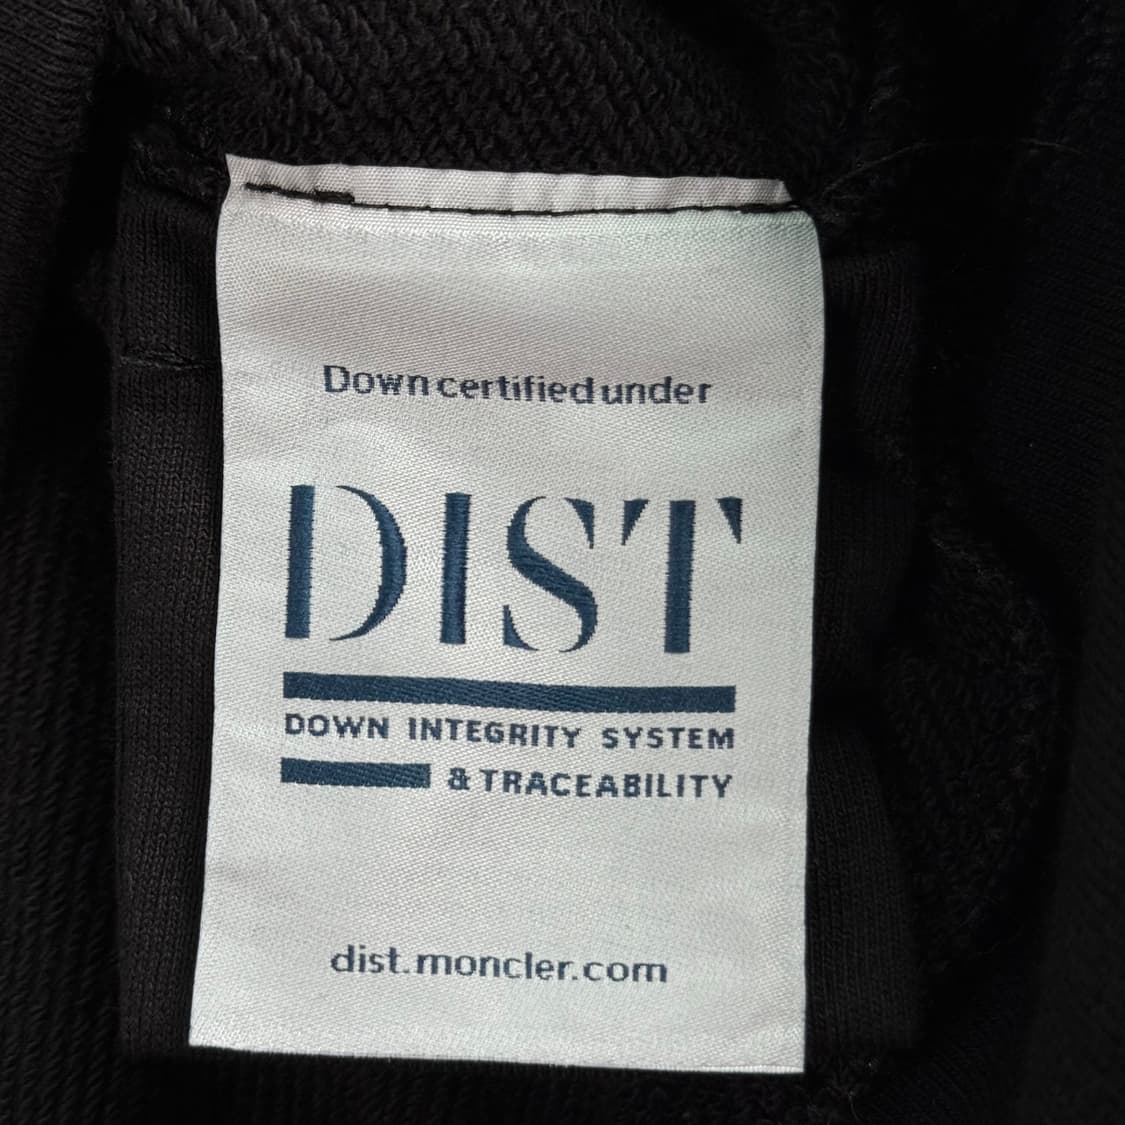 Down certified under
DIST
DOWN INTEGRITY SYSTEM
& TRACEABILITY
dist.moncler.com